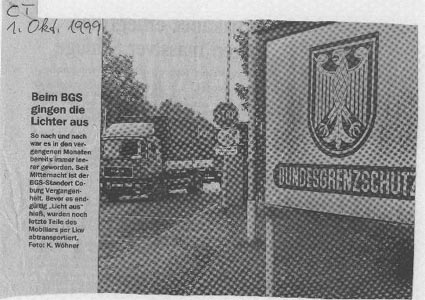 CT
1. Okt. 1999
Beim BGS
gingen die
Lichter aus
So nach und nach
war es in den ver-
gangenen Monaten
bereits immer lee-
rer geworden. Seit
Mitternacht ist der
BGS-Standort Co-
burg Vergangen-
heit. Bevor es end-
gültig „Licht aus"
hieß, wurden noch
letzte Teile des
Mobiliars per Lkw
abtransportiert.
Foto: K. Wöhner
BUNDESGRENZSCHUTZ